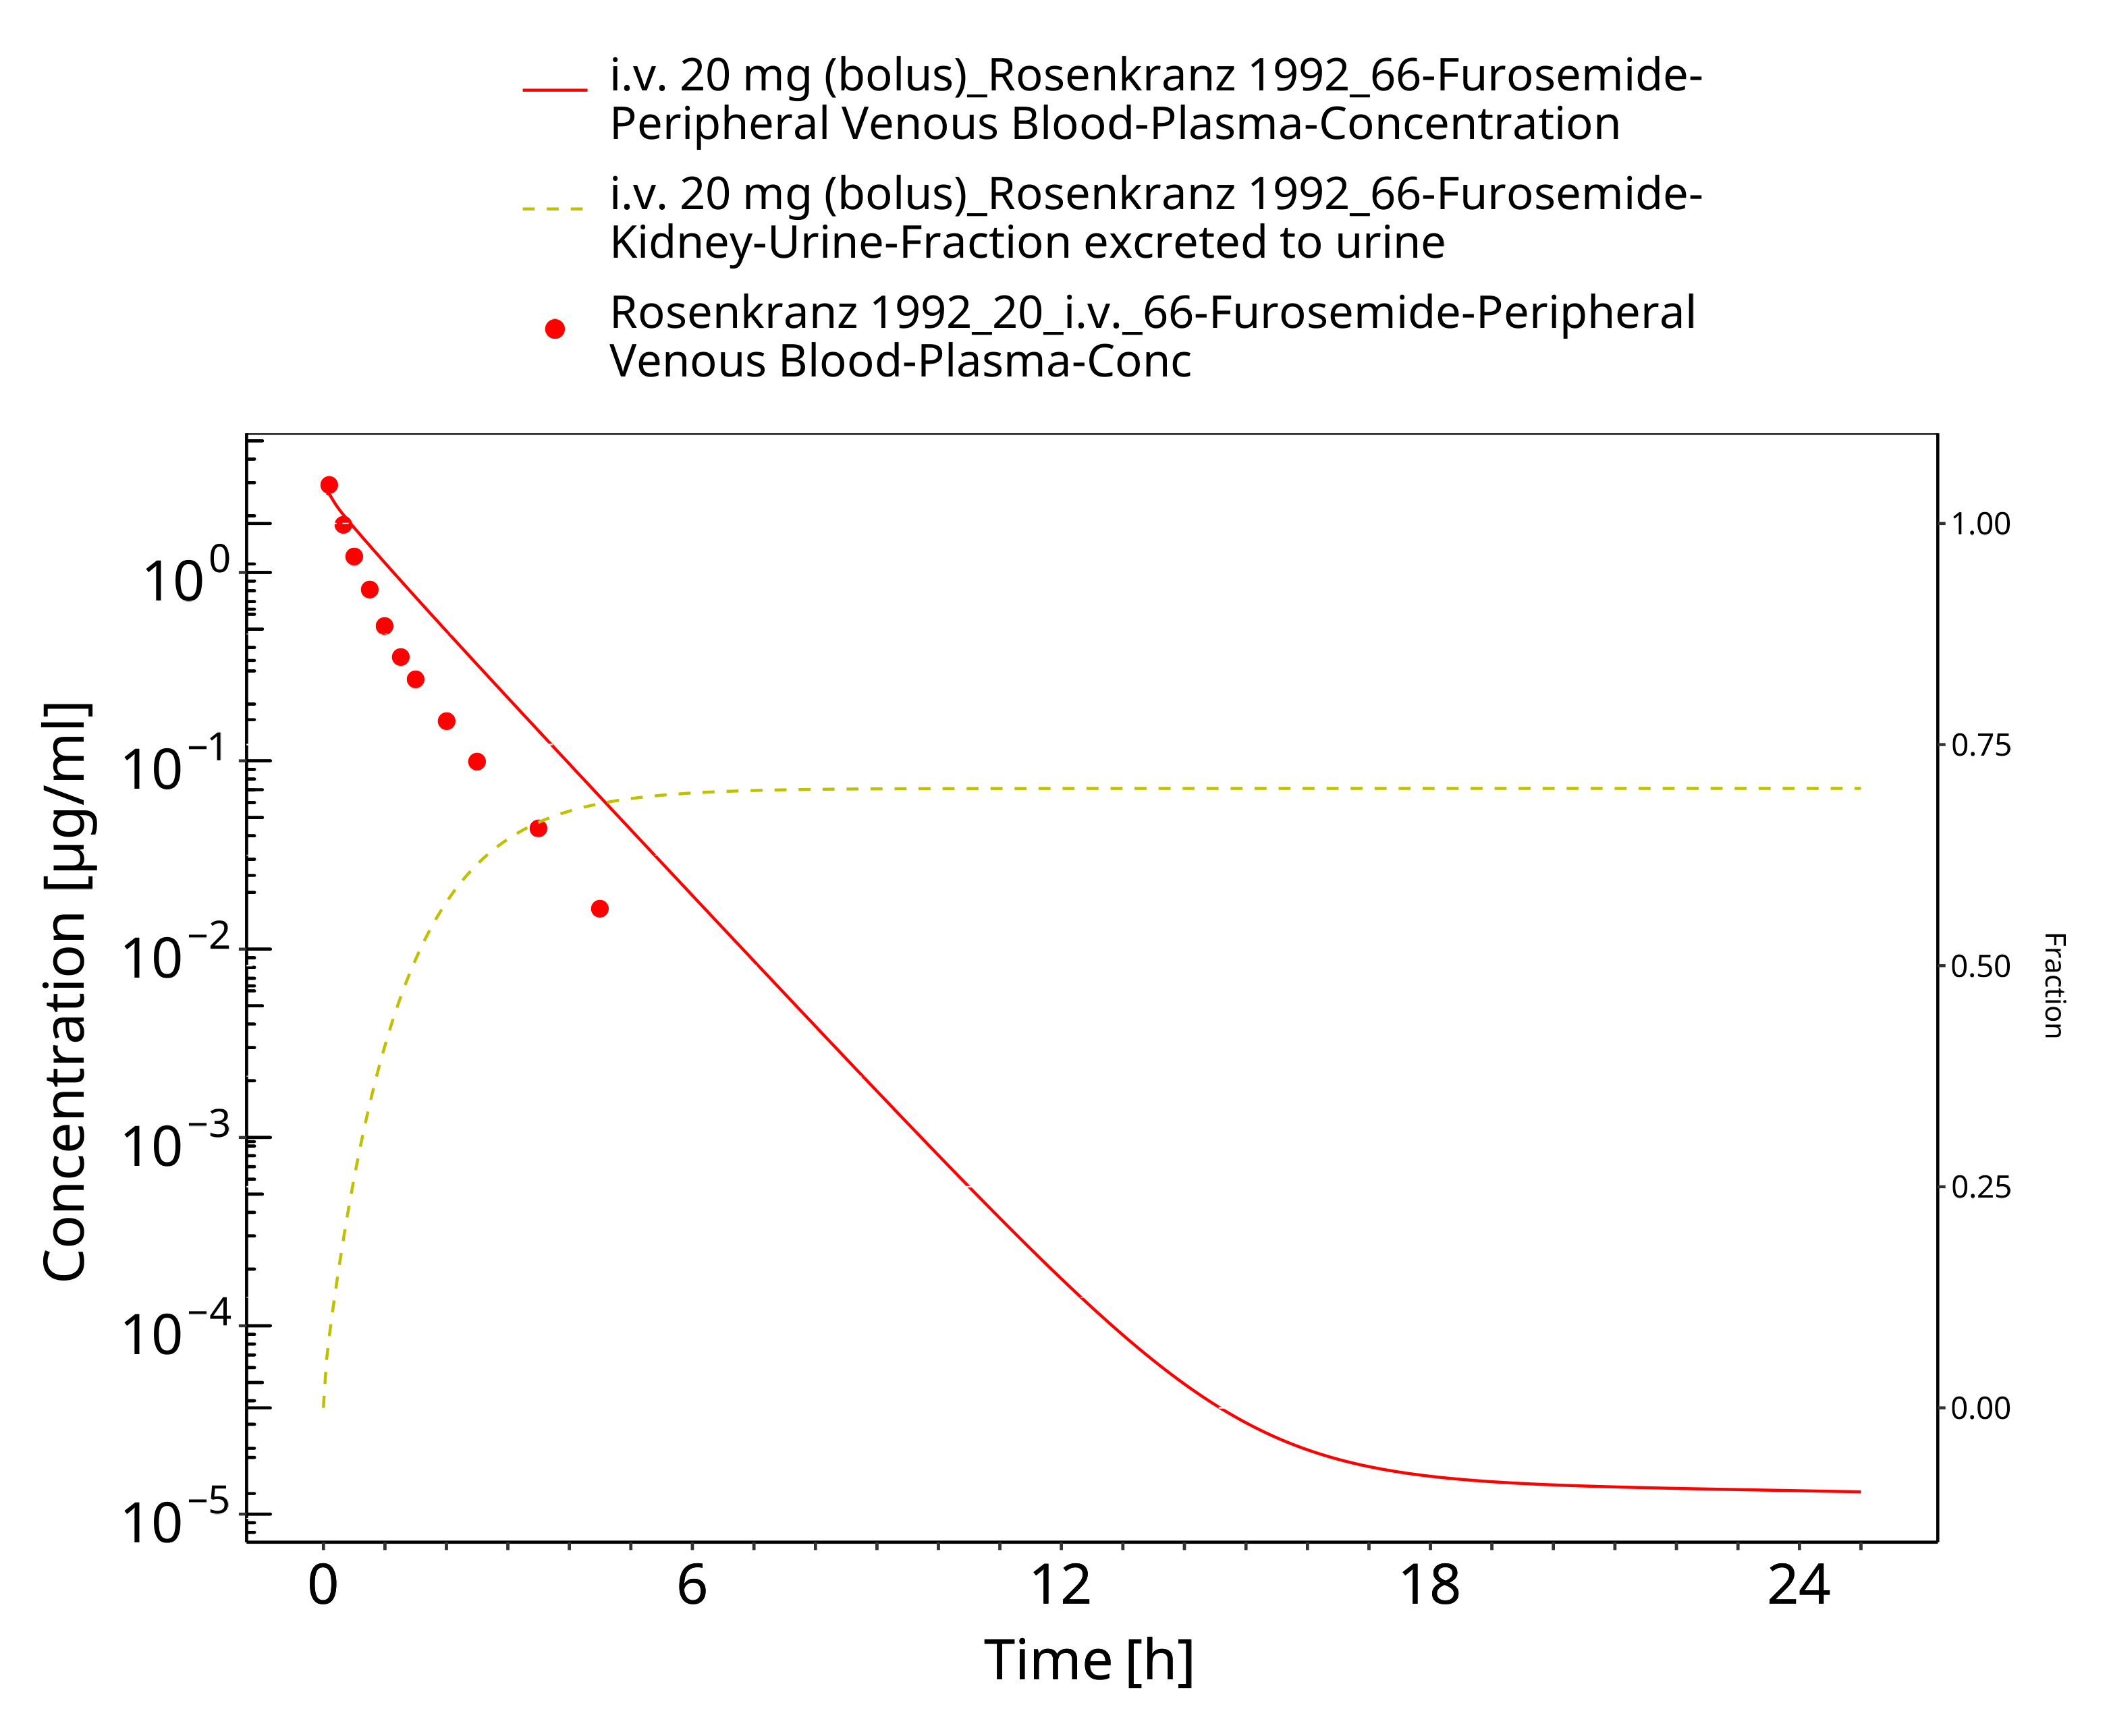 i.v. 20 mg (bolus)_Rosenkranz 1992_66-Furosemide-
Peripheral Venous Blood-Plasma-Concentration
i.v. 20 mg (bolus)_Rosenkranz 1992_66-Furosemide-
Kidney-Urine-Fraction excreted to urine
Rosenkranz 1992_20_i.v._66-Furosemide-Peripheral
Venous Blood-Plasma-Conc
Concentration [µg/ml]
10⁰
10⁻¹
10⁻²
10⁻³
10⁻⁴
10⁻⁵
1.00
0.75
0.50
0.25
0.00
Fraction
0 6 12 18 24
Time [h]